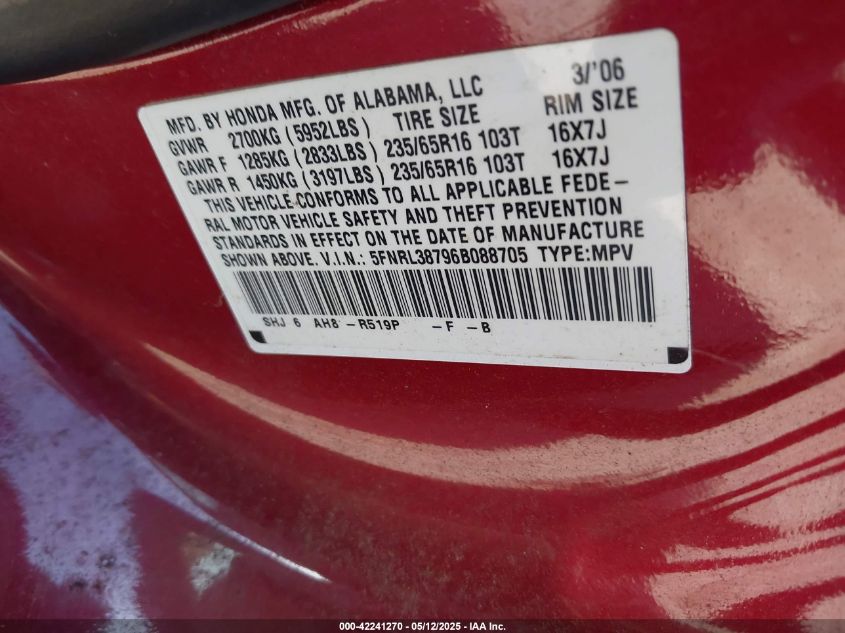 MFD. BY HONDA MFG. OF ALABAMA, LLC 3/'06
GVWR 2700KG (5952LBS) TIRE SIZE RIM SIZE
GAWR F 1285KG (2833LBS) 235/65R16 103T 16X7J
GAWR R 1450KG (3197LBS) 235/65R16 103T 16X7J
THIS VEHICLE CONFORMS TO ALL APPLICABLE FEDE-
RAL MOTOR VEHICLE SAFETY AND THEFT PREVENTION
STANDARDS IN EFFECT ON THE DATE OF MANUFACTURE
SHOWN ABOVE. V.I.N.: 5FNRL38796B088705 TYPE:MPV
SHJ 6 AH8 -R519P -F -B
000-42241270 - 05/12/2025 - IAA Inc.